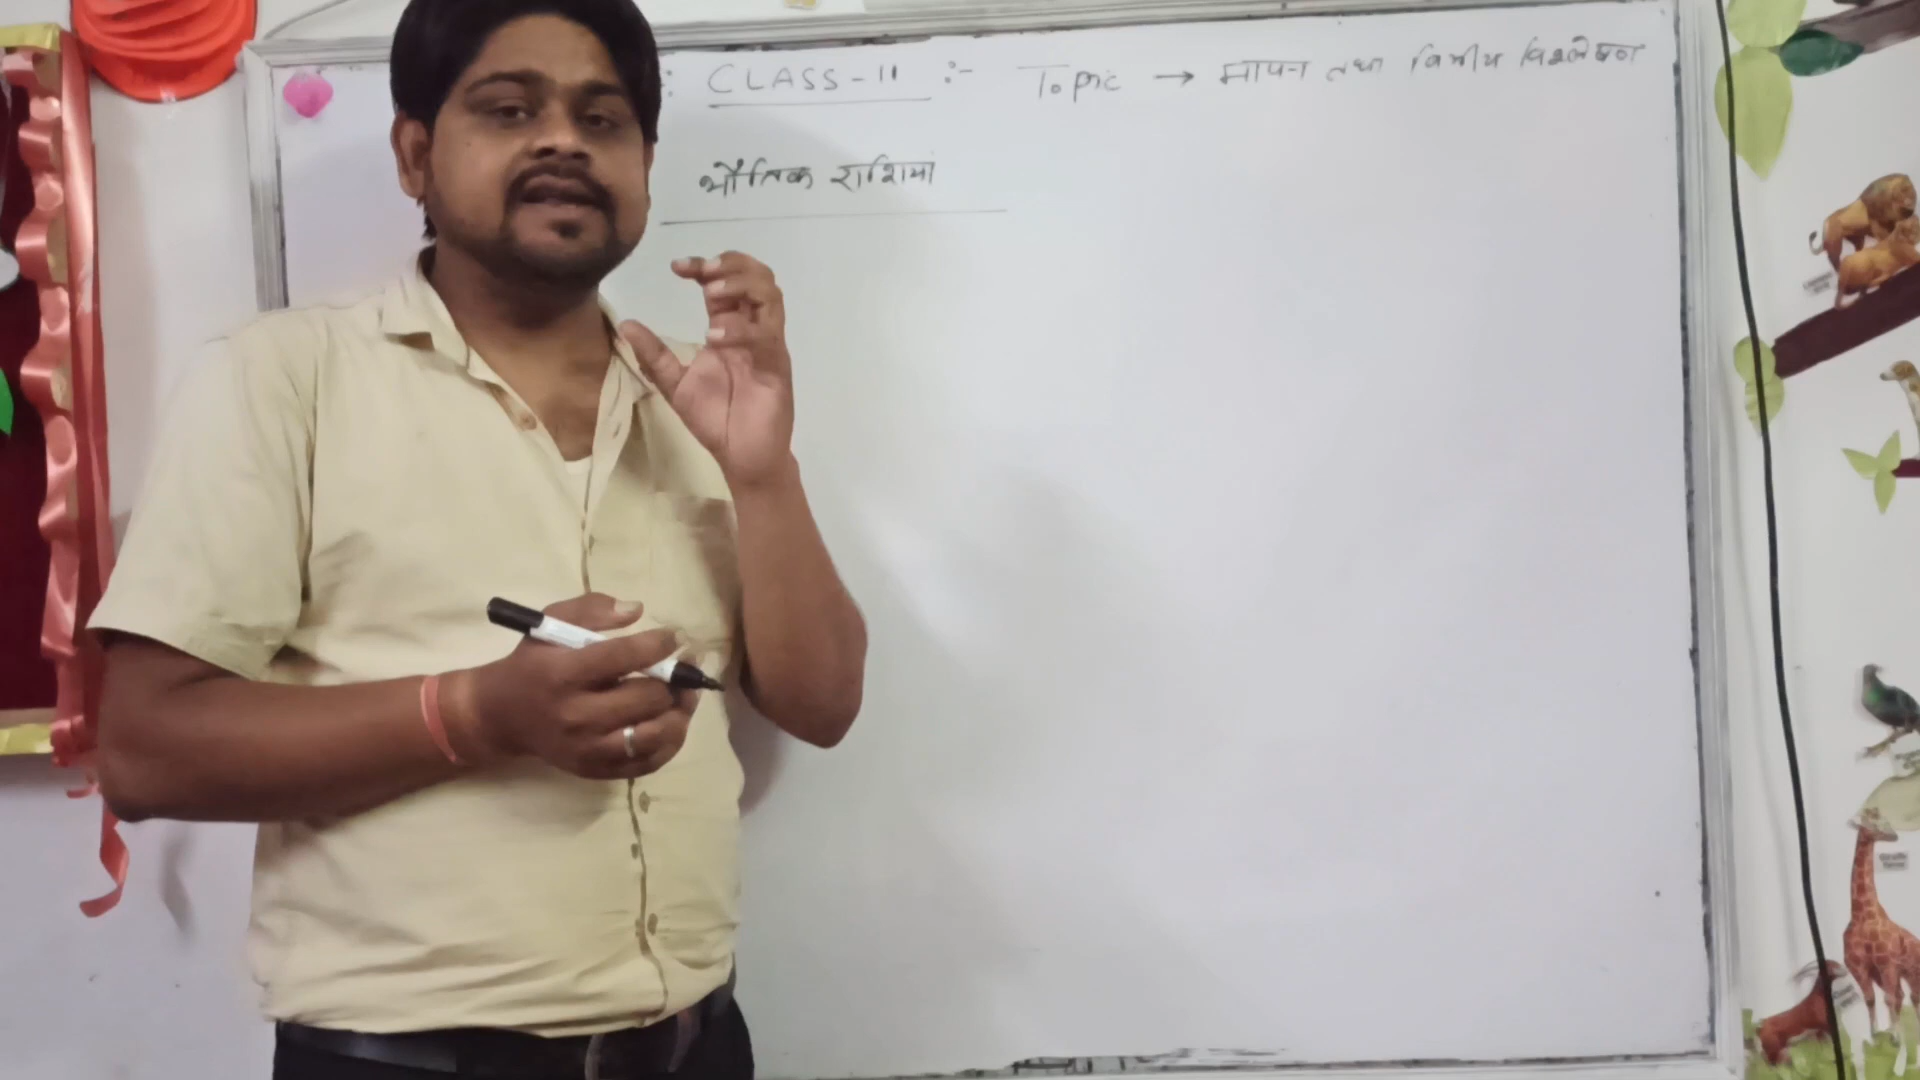 : CLASS-11 :- Topic → मापन तथा विमीय विश्लेषण
भौतिक राशियां